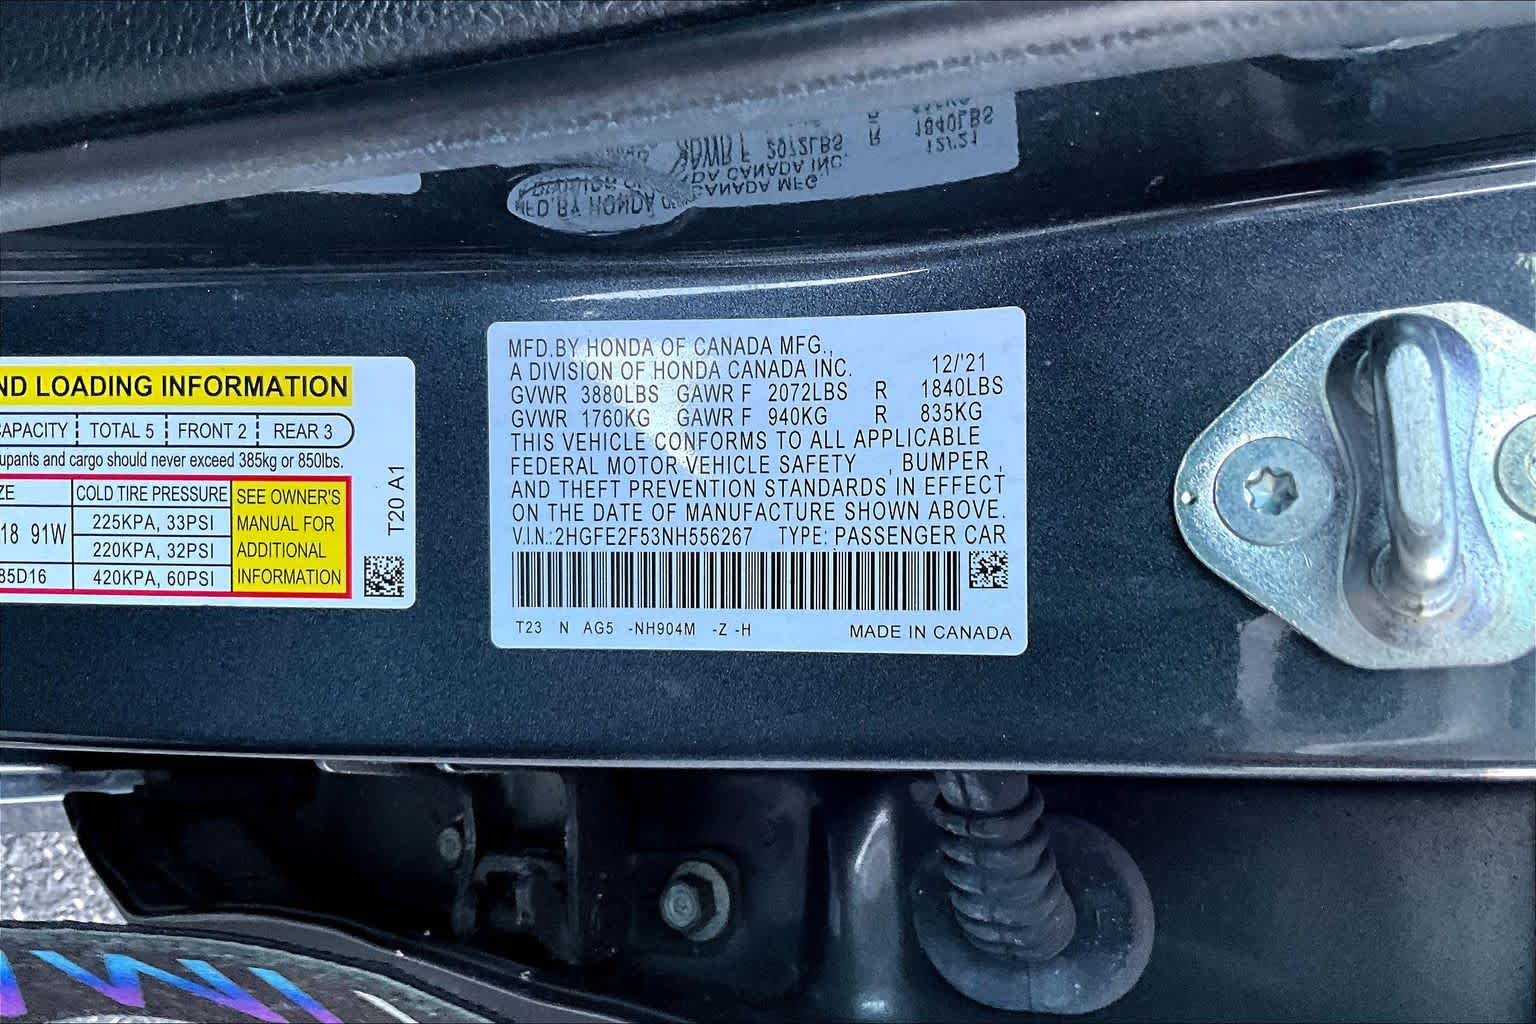 MFD.BY HONDA OF CANADA MFG.,
A DIVISION OF HONDA CANADA INC. 12/'21
GVWR 3880LBS GAWR F 2072LBS R 1840LBS
GVWR 1760KG GAWR F 940KG R 835KG
THIS VEHICLE CONFORMS TO ALL APPLICABLE
FEDERAL MOTOR VEHICLE SAFETY , BUMPER ,
AND THEFT PREVENTION STANDARDS IN EFFECT
ON THE DATE OF MANUFACTURE SHOWN ABOVE.
V.I.N.:2HGFE2F53NH556267 TYPE: PASSENGER CAR
T23 N AG5 -NH904M -Z -H MADE IN CANADA
ND LOADING INFORMATION
CAPACITY TOTAL 5 FRONT 2 REAR 3
upants and cargo should never exceed 385kg or 850lbs.
ZE COLD TIRE PRESSURE SEE OWNER'S
18 91W 225KPA, 33PSI MANUAL FOR
220KPA, 32PSI ADDITIONAL
85D16 420KPA, 60PSI INFORMATION
T20 A1